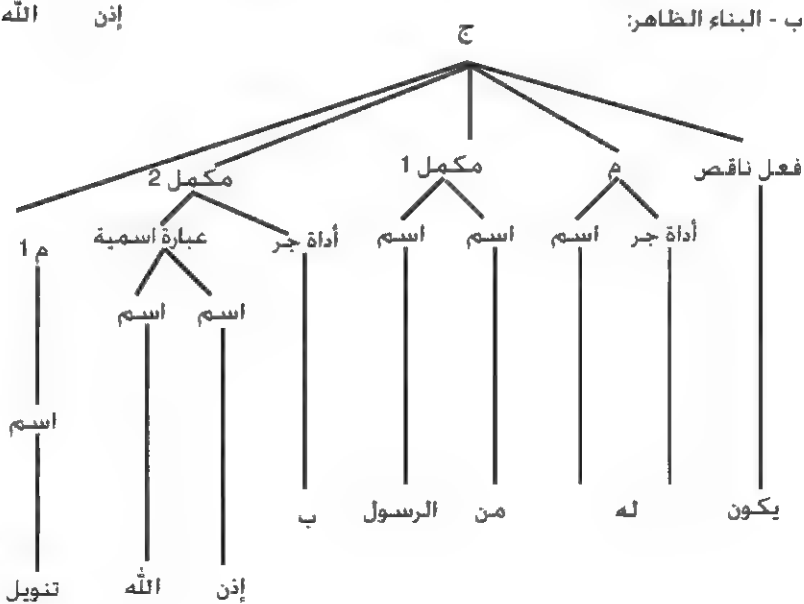 إذن الله
ب - البناء الظاهر:
ج
فعل ناقص م مكمل 1 مكمل 2
أداة جر اسم اسم اسم أداة جر عبارة اسمية م 1
اسم اسم
اسم
يكون له من الرسول ب
إذن الله تنويل